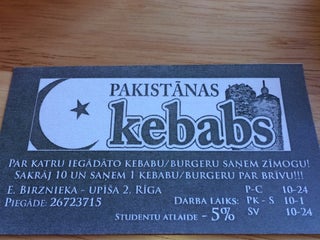 PAKISTĀNAS
kebabs
PAR KATRU IEGĀDĀTO KEBABU/BURGERU SAŅEM ZĪMOGU!
SAKRĀJ 10 UN SAŅEM 1 KEBABU/BURGERU PAR BRĪVU!!!
E. BIRZNIEKA - UPĪŠA 2. RĪGA P-C 10-24
PIEGĀDE: 26723715 DARBA LAIKS: PK - S 10-1
STUDENTU ATLAIDE - 5% SV 10-24